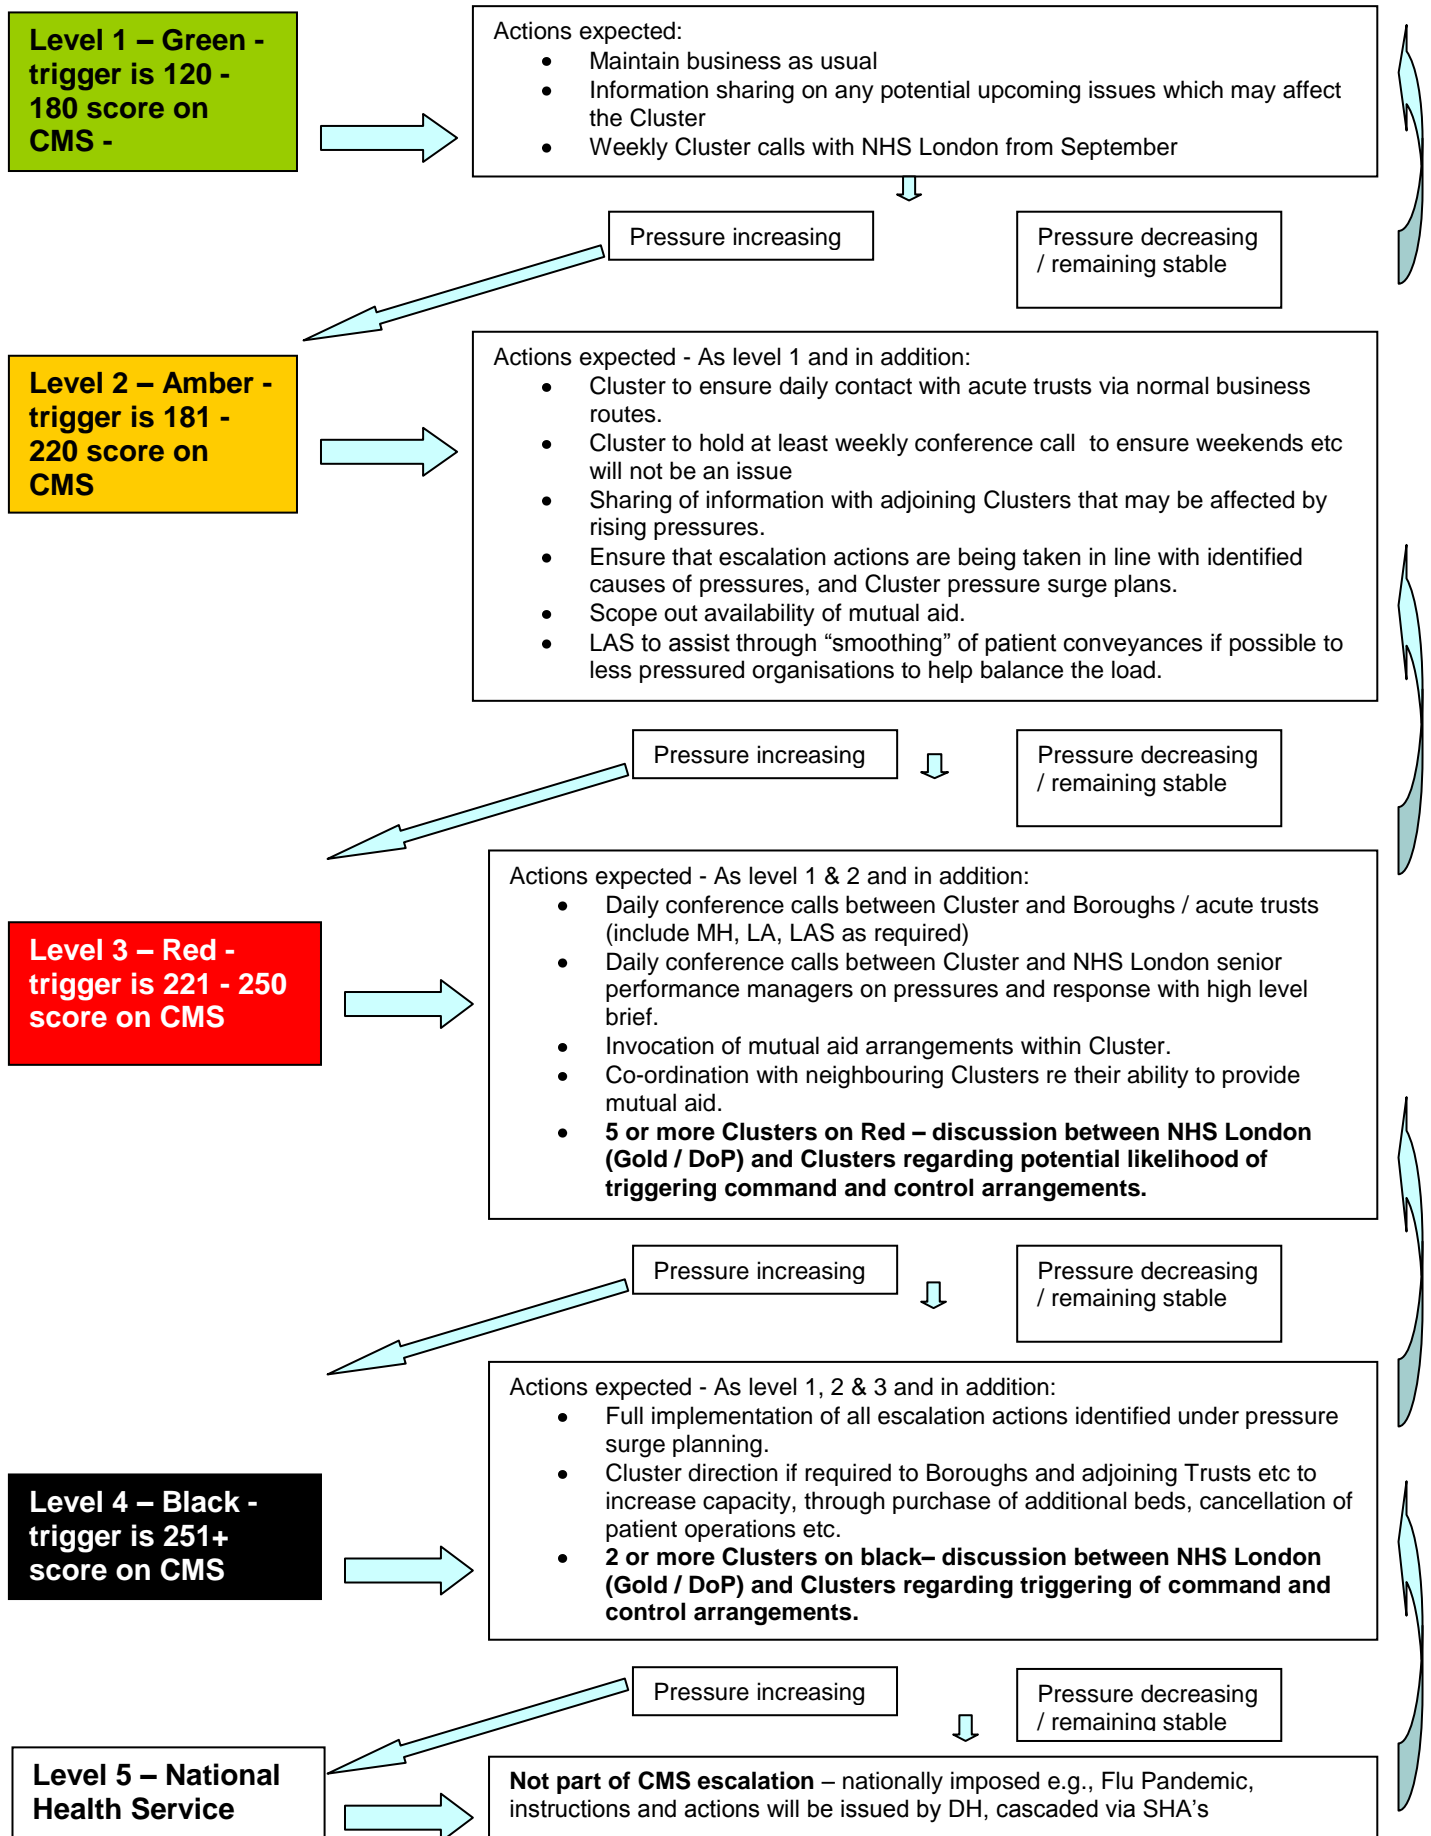 Level 1 – Green -
trigger is 120 -
180 score on
CMS -
Actions expected:
• Maintain business as usual
• Information sharing on any potential upcoming issues which may affect
the Cluster
• Weekly Cluster calls with NHS London from September
Pressure increasing
Pressure decreasing
/ remaining stable
Level 2 – Amber -
trigger is 181 -
220 score on
CMS
Actions expected - As level 1 and in addition:
• Cluster to ensure daily contact with acute trusts via normal business
routes.
• Cluster to hold at least weekly conference call  to ensure weekends etc
will not be an issue
• Sharing of information with adjoining Clusters that may be affected by
rising pressures.
• Ensure that escalation actions are being taken in line with identified
causes of pressures, and Cluster pressure surge plans.
• Scope out availability of mutual aid.
• LAS to assist through “smoothing” of patient conveyances if possible to
less pressured organisations to help balance the load.
Pressure increasing
Pressure decreasing
/ remaining stable
Level 3 – Red -
trigger is 221 - 250
score on CMS
Actions expected - As level 1 & 2 and in addition:
• Daily conference calls between Cluster and Boroughs / acute trusts
(include MH, LA, LAS as required)
• Daily conference calls between Cluster and NHS London senior
performance managers on pressures and response with high level
brief.
• Invocation of mutual aid arrangements within Cluster.
• Co-ordination with neighbouring Clusters re their ability to provide
mutual aid.
• 5 or more Clusters on Red – discussion between NHS London
(Gold / DoP) and Clusters regarding potential likelihood of
triggering command and control arrangements.
Pressure increasing
Pressure decreasing
/ remaining stable
Level 4 – Black -
trigger is 251+
score on CMS
Actions expected - As level 1, 2 & 3 and in addition:
• Full implementation of all escalation actions identified under pressure
surge planning.
• Cluster direction if required to Boroughs and adjoining Trusts etc to
increase capacity, through purchase of additional beds, cancellation of
patient operations etc.
• 2 or more Clusters on black– discussion between NHS London
(Gold / DoP) and Clusters regarding triggering of command and
control arrangements.
Pressure increasing
Pressure decreasing
/ remaining stable
Level 5 – National
Health Service
Not part of CMS escalation – nationally imposed e.g., Flu Pandemic,
instructions and actions will be issued by DH, cascaded via SHA's